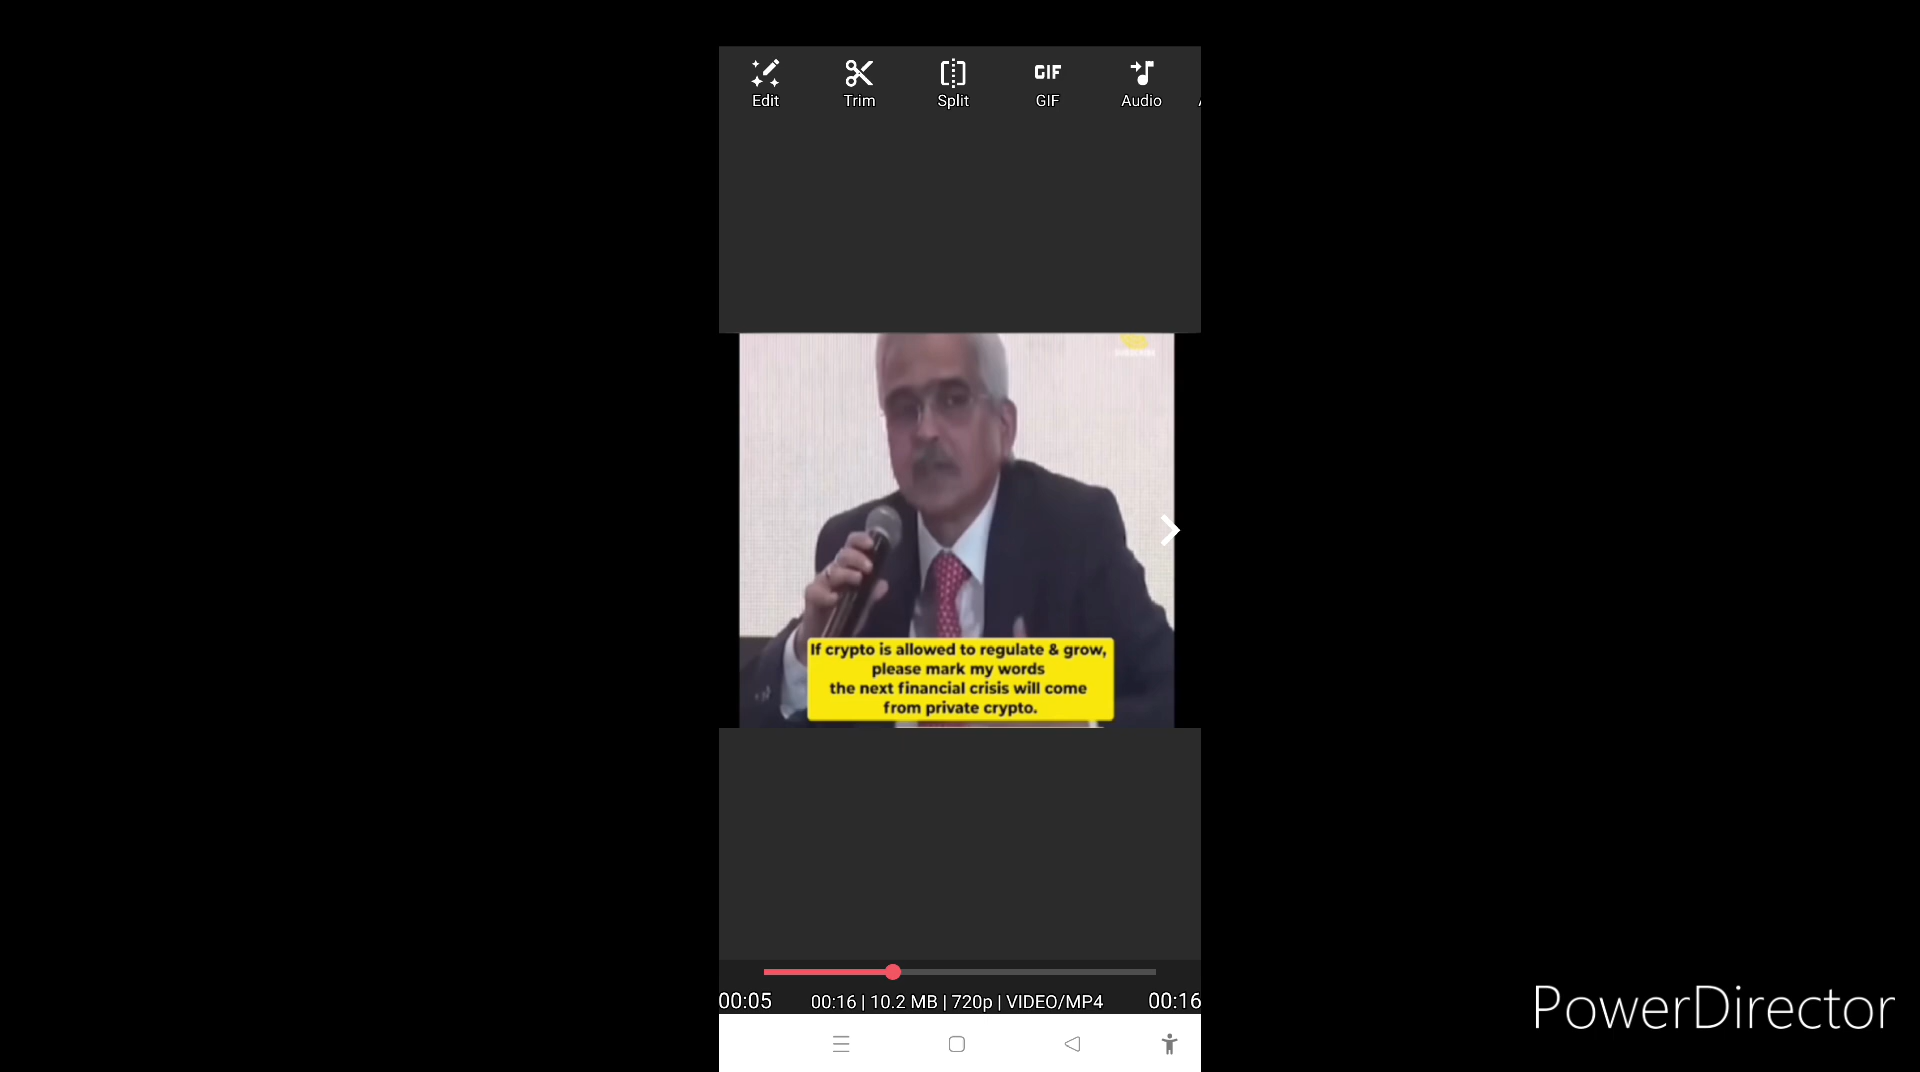 Edit Trim Split GIF GIF Audio
SUBSCRIBE
If crypto is allowed to regulate & grow,
please mark my words
the next financial crisis will come
from private crypto.
00:05 00:16 | 10.2 MB | 720p | VIDEO/MP4 00:16
PowerDirector